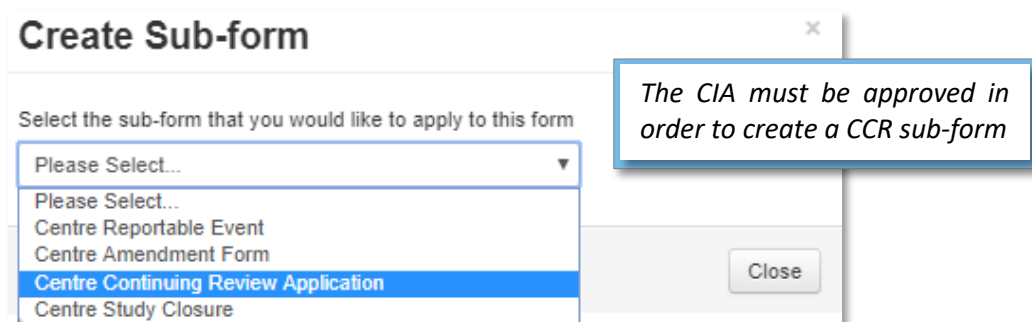 Create Sub-form
×
The CIA must be approved in
order to create a CCR sub-form
Select the sub-form that you would like to apply to this form
Please Select...
Please Select...
Centre Reportable Event
Centre Amendment Form
Centre Continuing Review Application
Centre Study Closure
Close